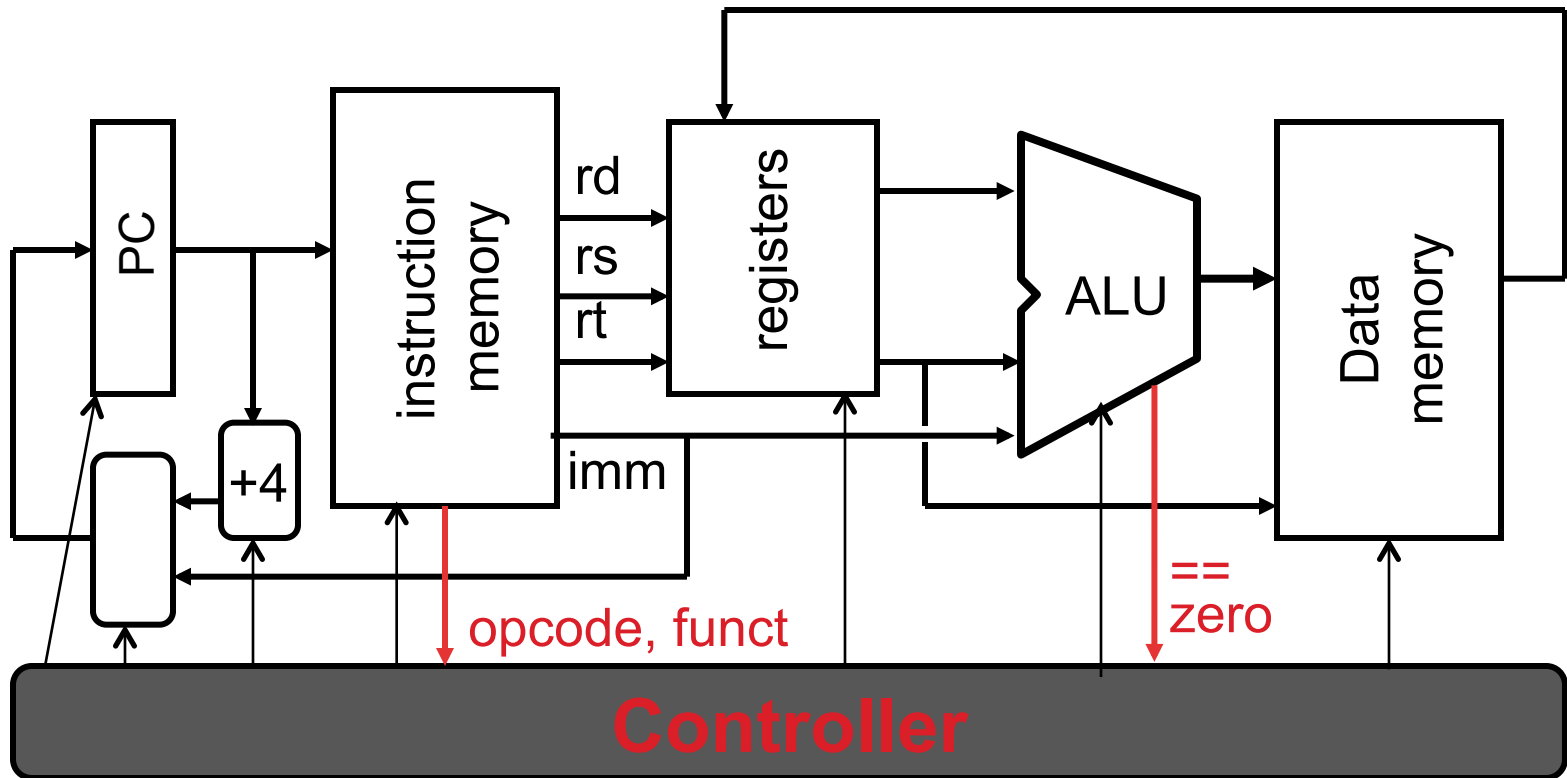 PC
instruction
memory
rd
rs
rt
imm
registers
ALU
Data
memory
+4
opcode, funct
==
zero
Controller